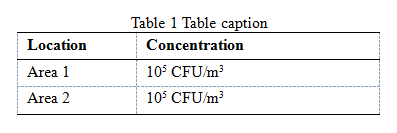 Table 1 Table caption
Location Concentration
Area 1 10⁵ CFU/m³
Area 2 10⁵ CFU/m³